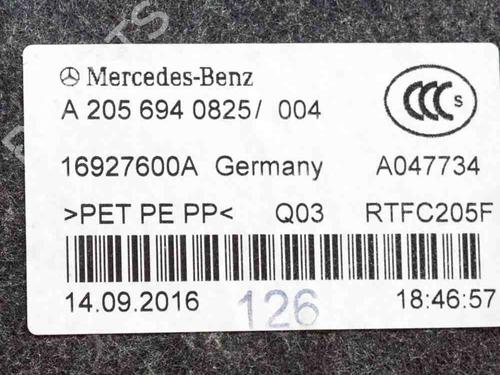 Mercedes-Benz
A 205 694 0825/ 004
CCC S
16927600A Germany A047734
>PET PE PP< Q03 RTFC205F
14.09.2016 126 18:46:57